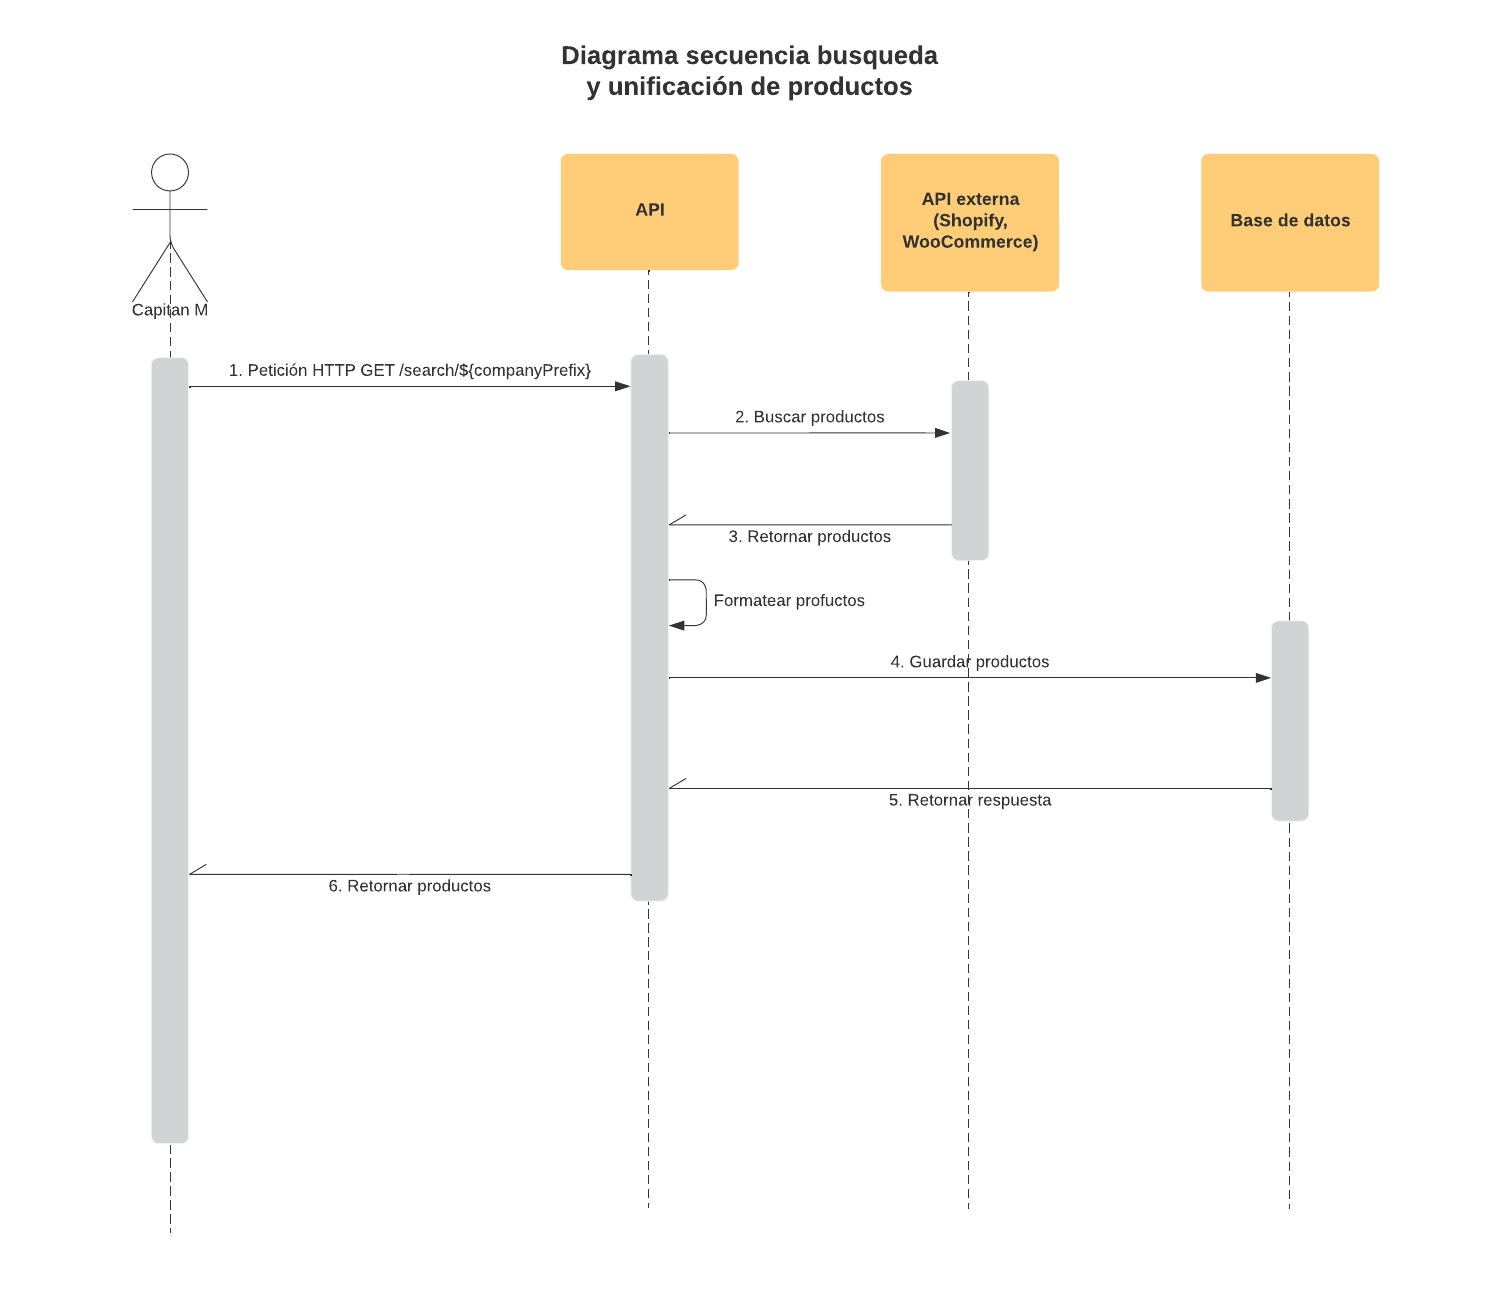 Diagrama secuencia busqueda
y unificación de productos
Capitan M
API
API externa
(Shopify,
WooCommerce)
Base de datos
1. Petición HTTP GET /search/${companyPrefix}
2. Buscar productos
3. Retornar productos
Formatear profuctos
4. Guardar productos
5. Retornar respuesta
6. Retornar productos